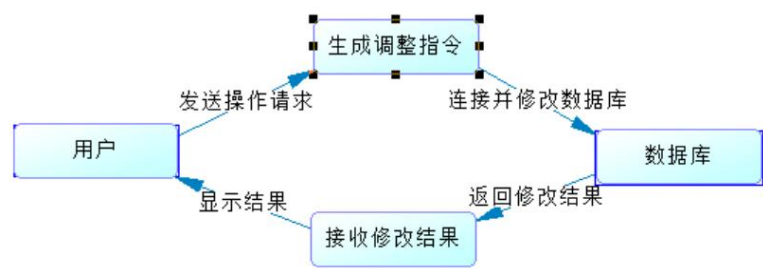 生成调整指令
发送操作请求
连接并修改数据库
用户
数据库
显示结果
返回修改结果
接收修改结果